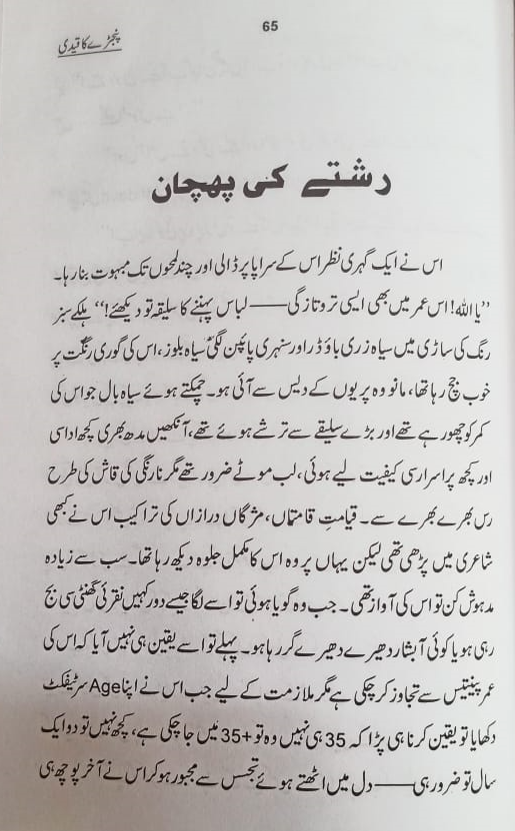 65
پنجڑے کا قیدی
رشتے کی پہچان
اس نے ایک گہری نظر اس کے سراپا پر ڈالی اور چند لمحوں تک مبہوت بنا رہا۔
”یا اللہ! اس عمر میں بھی ایسی تروتازگی —— لباس پہننے کا سلیقہ تو دیکھئے!“ ہلکے سبز
رنگ کی ساڑی میں سیاہ زری باؤڈر اور سنہری پائپن لگی سیاہ بلوز، اس کی گوری رنگت پر
خوب جچ رہا تھا، مانو وہ پریوں کے دیس سے آئی ہو۔ چمکتے ہوئے سیاہ بال جو اس کی
کمر کو چھو رہے تھے اور بڑے سلیقے سے ترشے ہوئے تھے، آنکھیں مدھ بھری کچھ اداسی
اور کچھ پراسرار سی کیفیت لیے ہوئی، لب موٹے ضرور تھے مگر نارنگی کی قاش کی طرح
رس بھرے بھرے سے۔ قیامتِ قامتاں، مژگاں درازاں کی تراکیب اس نے کبھی
شاعری میں پڑھی تھی لیکن یہاں پر وہ اس کا مکمل جلوہ دیکھ رہا تھا۔ سب سے زیادہ
مدہوش کن تو اس کی آواز تھی۔ جب وہ گویا ہوئی تو اسے لگا جیسے دور کہیں نقرئی گھنٹی سی بج
رہی ہو یا کوئی آبشار دھیرے دھیرے گر رہا ہو۔ پہلے تو اسے یقین ہی نہیں آیا کہ اس کی
عمر پینتیس سے تجاوز کر چکی ہے مگر ملازمت کے لیے جب اس نے اپنا Age سرٹیفکٹ
دکھایا تو یقین کرنا ہی پڑا کہ 35 ہی نہیں وہ تو +35 میں جا چکی ہے، کچھ نہیں تو دو ایک
سال تو ضرور ہی —— دل میں اٹھتے ہوئے تجسس سے مجبور ہو کر اس نے آخر پوچھ ہی